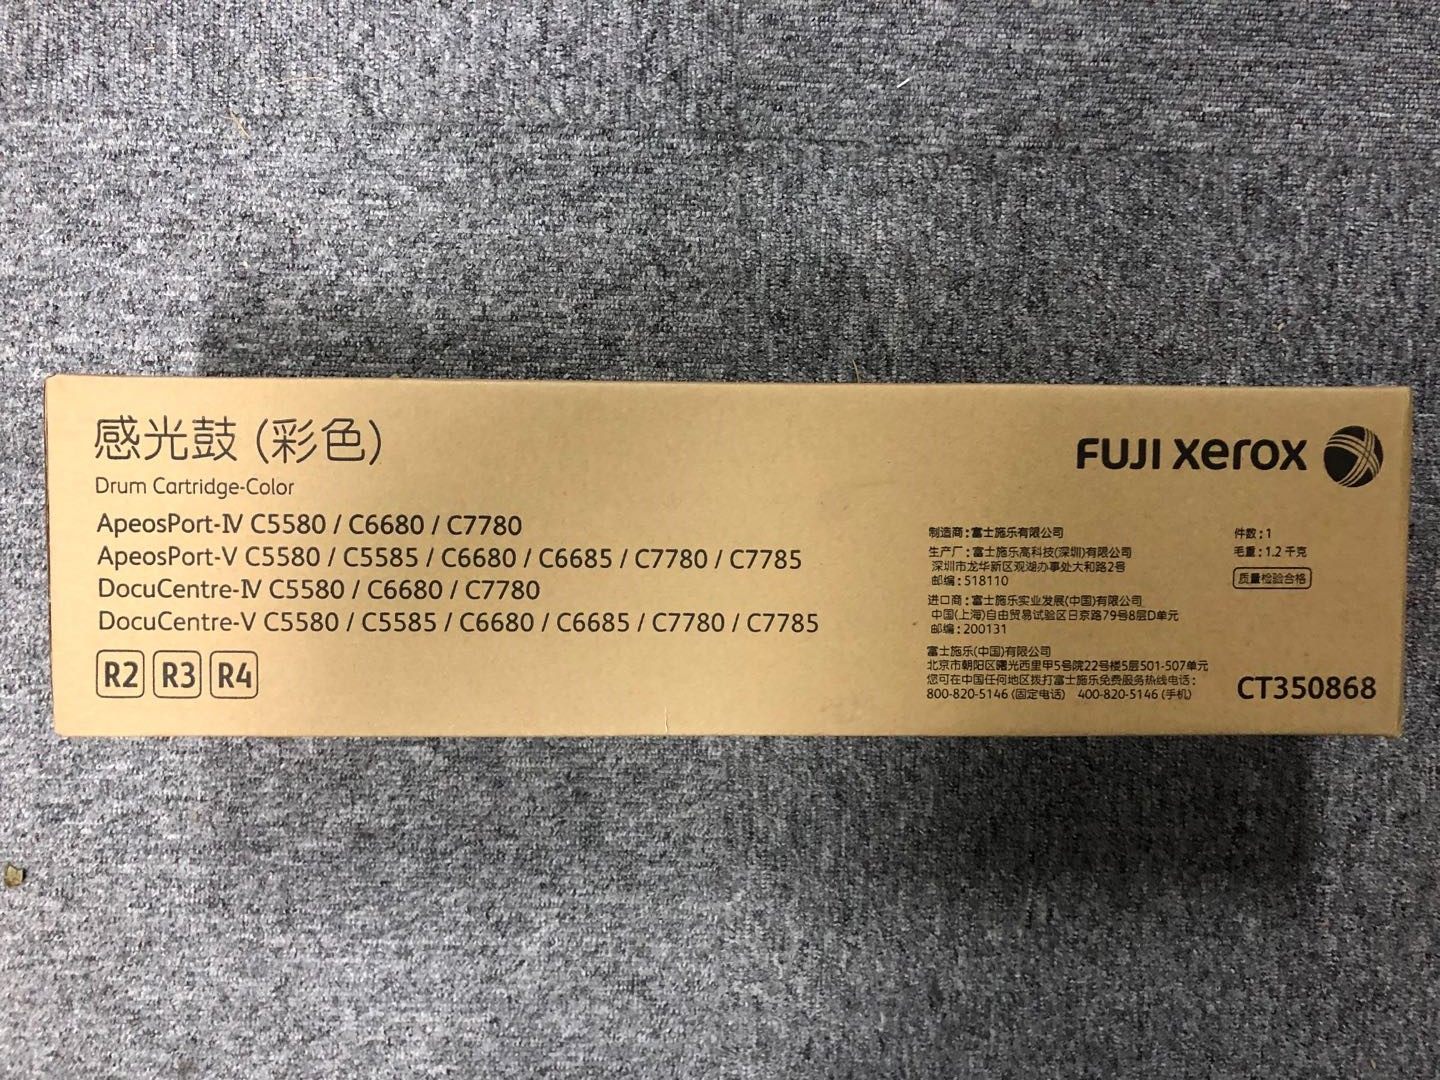 感光鼓 (彩色)
Drum Cartridge-Color
ApeosPort-Ⅳ C5580 / C6680 / C7780
ApeosPort-V C5580 / C5585 / C6680 / C6685 / C7780 / C7785
DocuCentre-Ⅳ C5580 / C6680 / C7780
DocuCentre-V C5580 / C5585 / C6680 / C6685 / C7780 / C7785
R2 R3 R4
FUJI xerox
制造商:富士施乐有限公司
生产厂:富士施乐高科技(深圳)有限公司
深圳市龙华新区观湖办事处大和路2号
邮编:518110
进口商:富士施乐实业发展(中国)有限公司
中国(上海)自由贸易试验区日京路79号8层D单元
邮编:200131
富士施乐(中国)有限公司
北京市朝阳区曙光西里甲5号院22号楼5层501-507单元
您可在中国任何地区拨打富士施乐免费服务热线电话:
800-820-5146 (固定电话) 400-820-5146 (手机)
件数:1
毛重:1.2 千克
质量检验合格
CT350868